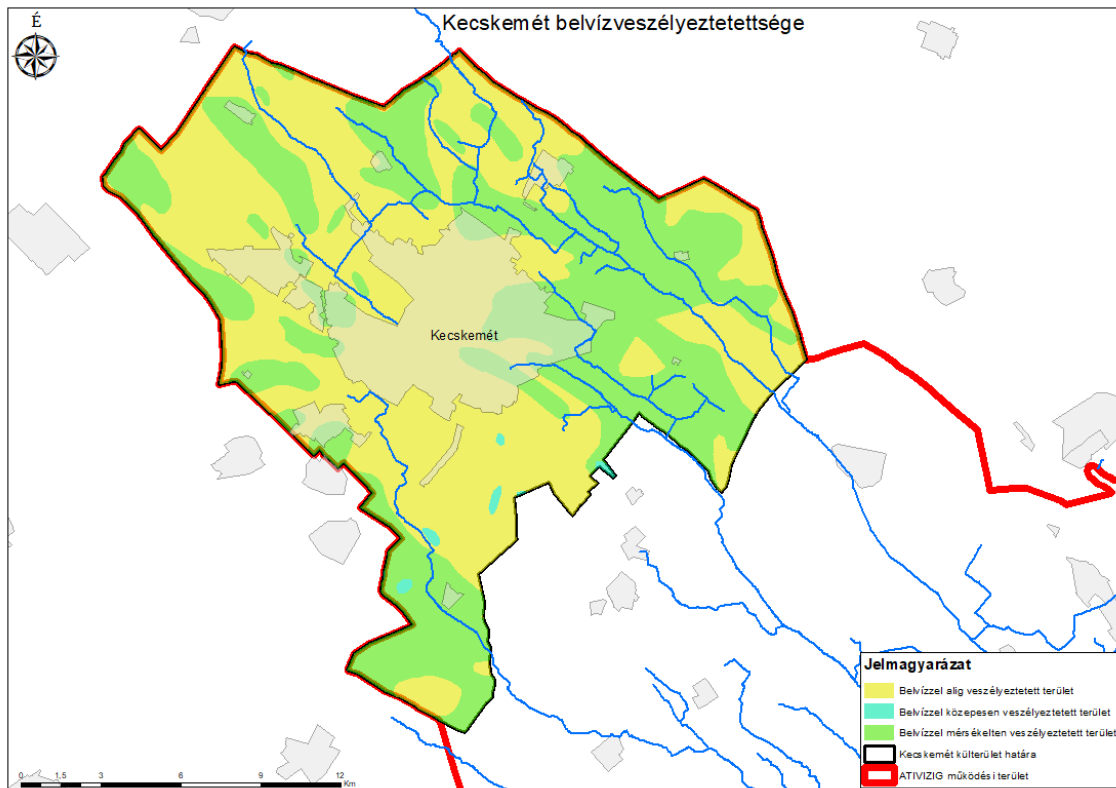 Kecskemét belvízveszélyeztetettsége
É
Kecskemét
Jelmagyarázat
Belvízzel alig veszélyeztetett terület
Belvízzel közepesen veszélyeztetett terület
Belvízzel mérsékelten veszélyeztetett terület
Kecskemét külterület határa
ATIVIZIG működési terület
0 1,5 3 6 9 12
Km